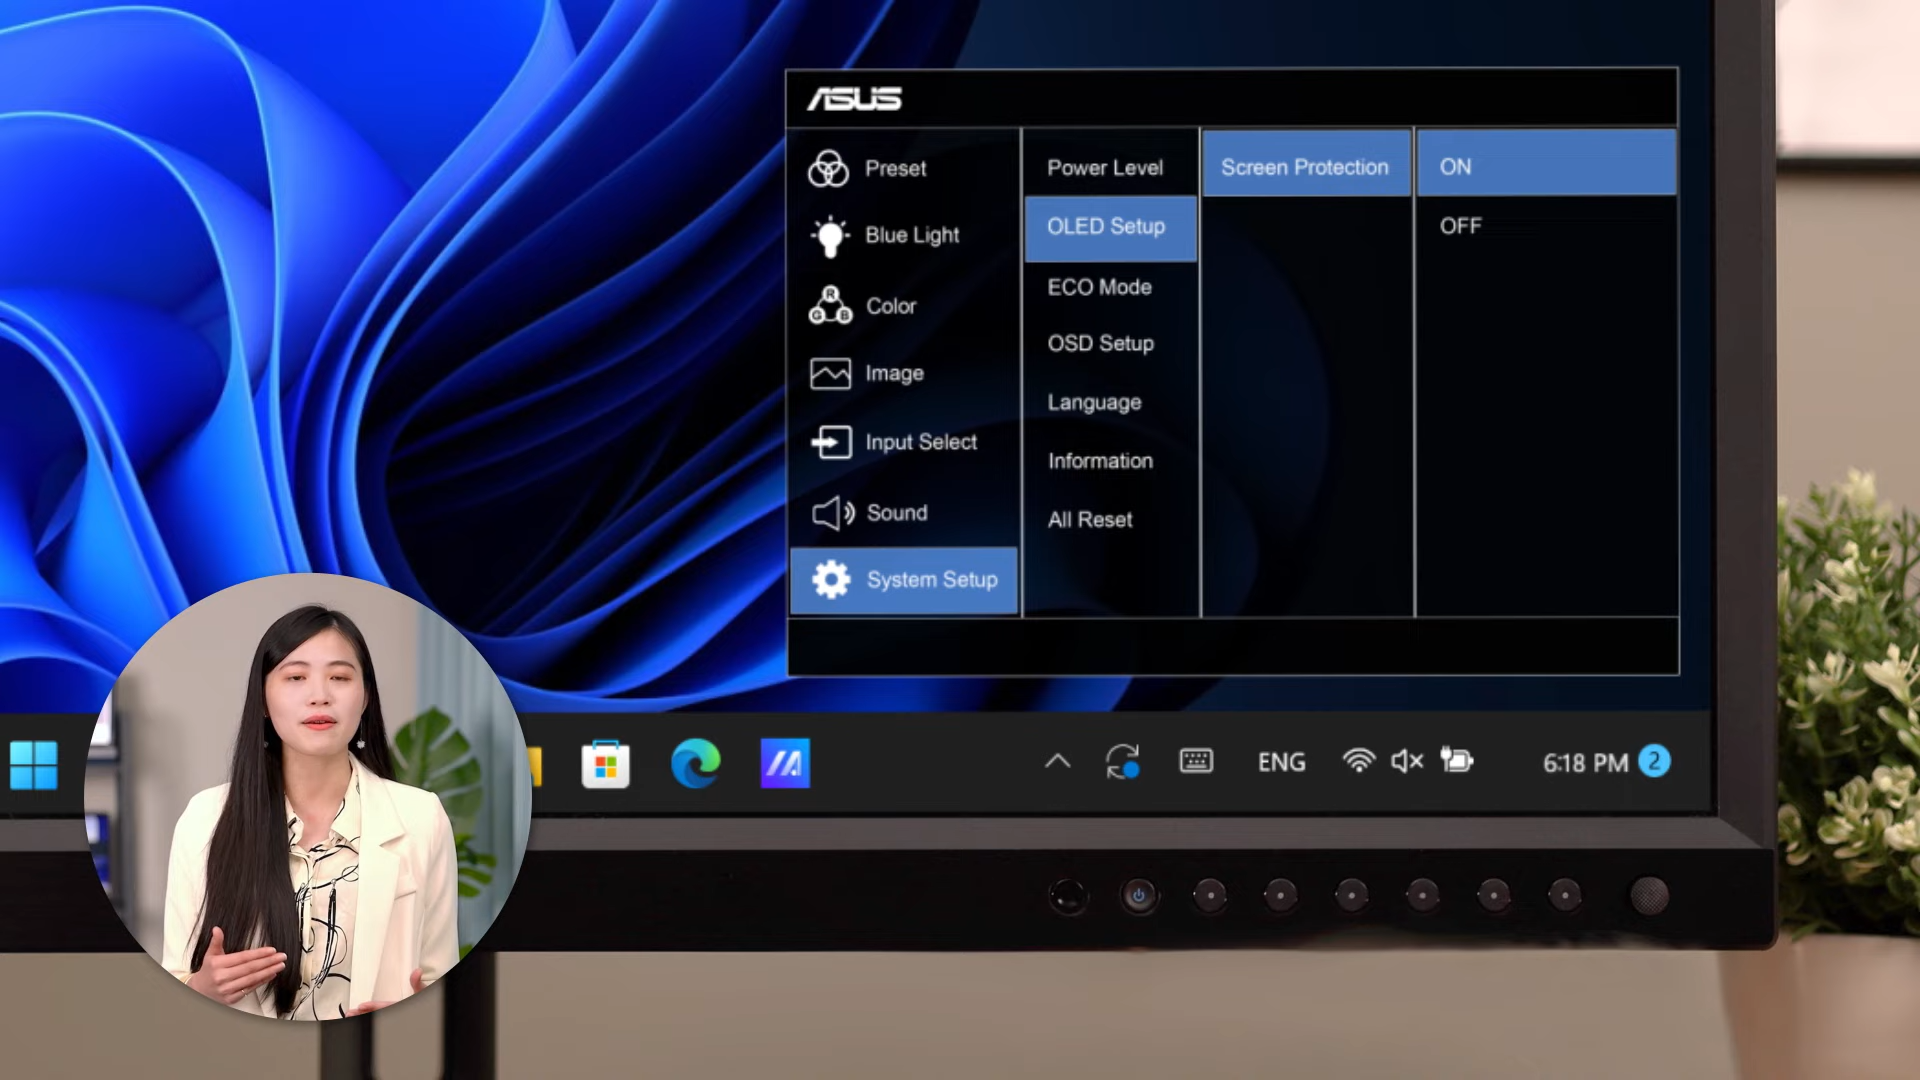 ASUS
Preset
Blue Light
R
G B
Color
Image
Input Select
Sound
System Setup
Power Level
OLED Setup
ECO Mode
OSD Setup
Language
Information
All Reset
Screen Protection
ON
OFF
ENG
6:18 PM
2